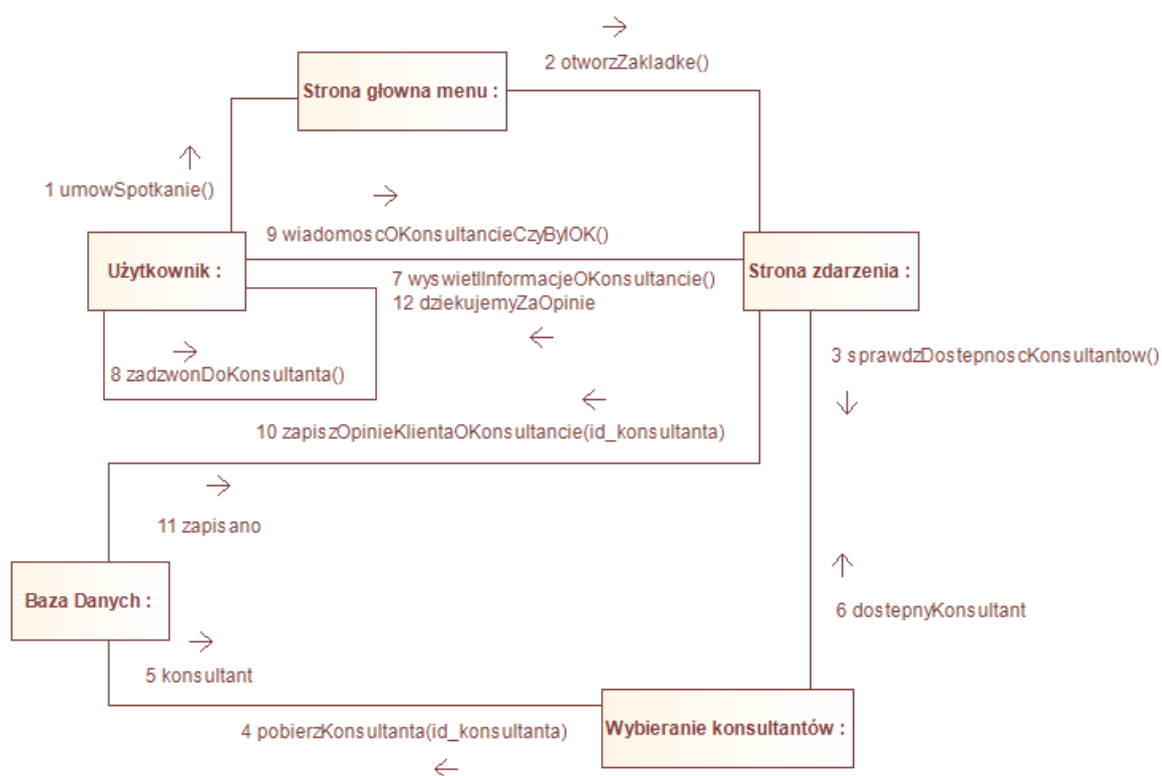 2 otworzZakladke()
Strona głowna menu :
1 umowSpotkanie()
9 wiadomoscOKonsultancieCzyBylOK()
Użytkownik :
Strona zdarzenia :
7 wyswietlInformacjeOKonsultancie()
12 dziekujemyZaOpinie
3 sprawdzDostepnoscKonsultantow()
8 zadzwonDoKonsultanta()
10 zapiszOpinieKlientaOKonsultancie(id_konsultanta)
11 zapisano
Baza Danych :
6 dostepnyKonsultant
5 konsultant
4 pobierzKonsultanta(id_konsultanta)
Wybieranie konsultantów :